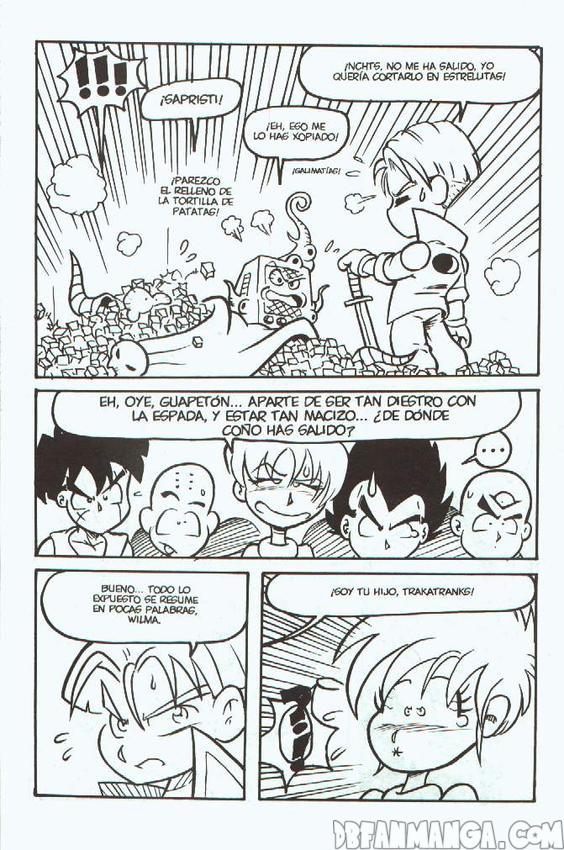 !!!
¡SAPRISTI!
¡NCHTS, NO ME HA SALIDO, YO
QUERÍA CORTARLO EN ESTRELLITAS!
¡EH, ESO ME
LO HAS XOPIADO!
¡GALIMATÍAS!
¡PAREZCO
EL RELLENO DE
LA TORTILLA DE
PATATAS!
EH, OYE, GUAPETÓN... APARTE DE SER TAN DIESTRO CON
LA ESPADA, Y ESTAR TAN MACIZO... ¿DE DÓNDE
COÑO HAS SALIDO?
...
BUENO... TODO LO
EXPUESTO SE RESUME
EN POCAS PALABRAS,
WILMA.
¡SOY TU HIJO, TRAKATRANKS!
!
DBFANMANGA.COM